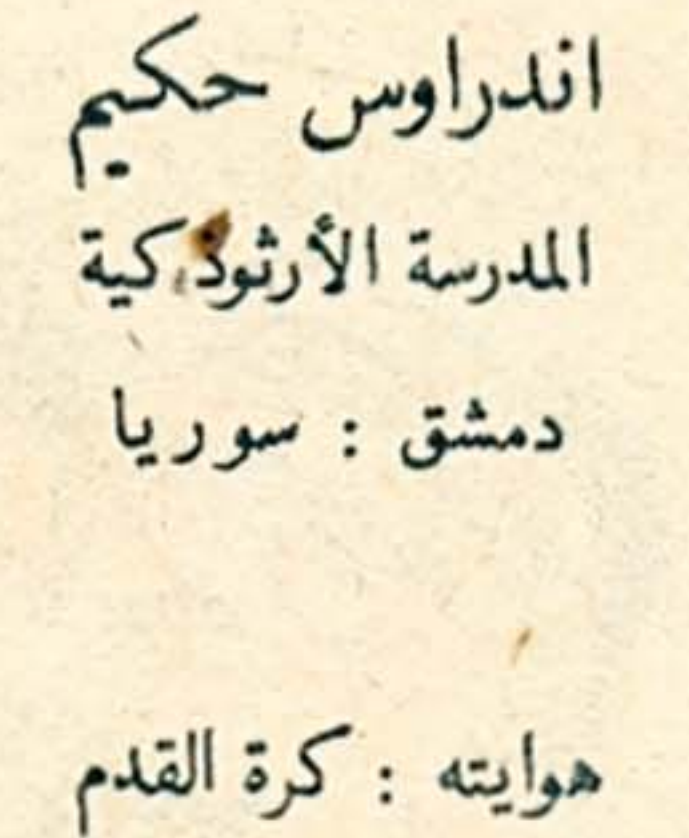 اندراوس حكيم
المدرسة الأرثوذكية
دمشق : سوريا
هوايته : كرة القدم